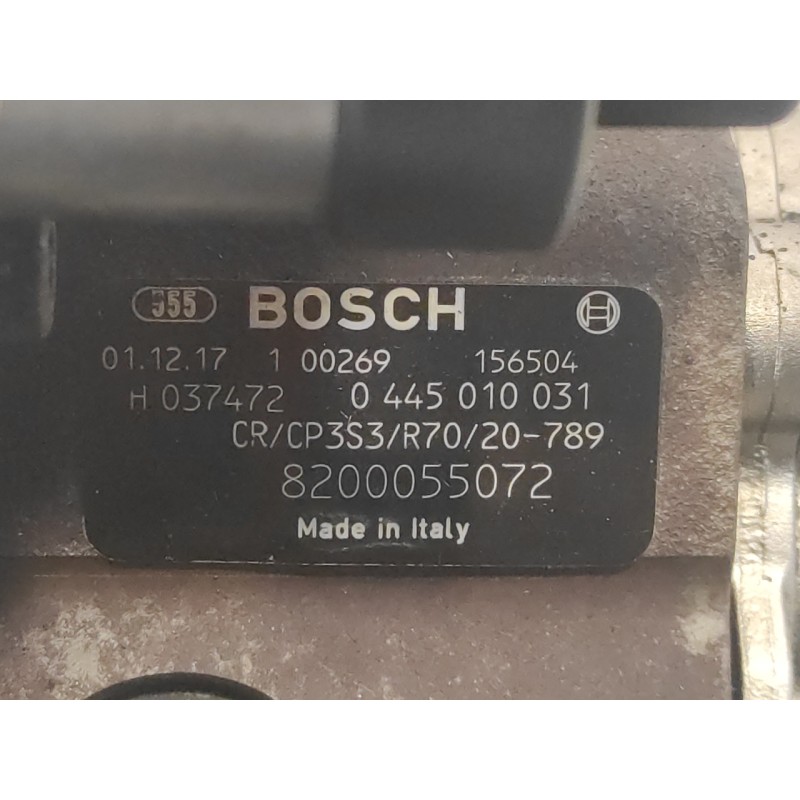 355 BOSCH
01.12.17 1 00269 156504
H 037472 0 445 010 031
CR/CP3S3/R70/20-789
8200055072
Made in Italy